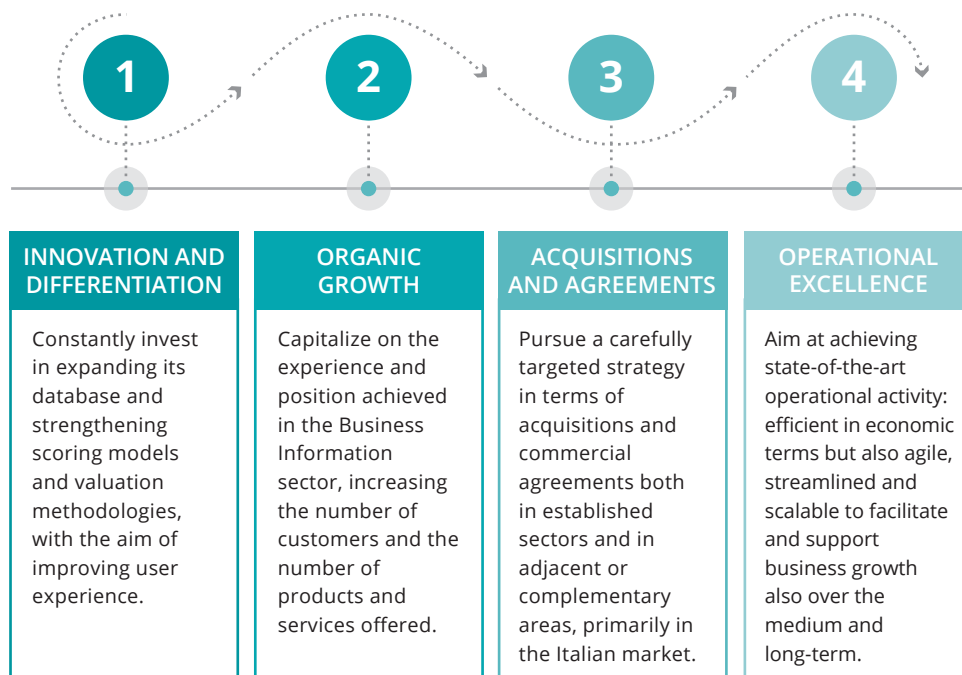 1
2
3
4
INNOVATION AND
DIFFERENTIATION
Constantly invest
in expanding its
database and
strengthening
scoring models
and valuation
methodologies,
with the aim of
improving user
experience.
ORGANIC
GROWTH
Capitalize on the
experience and
position achieved
in the Business
Information
sector, increasing
the number of
customers and the
number of
products and
services offered.
ACQUISITIONS
AND AGREEMENTS
Pursue a carefully
targeted strategy
in terms of
acquisitions and
commercial
agreements both
in established
sectors and in
adjacent or
complementary
areas, primarily in
the Italian market.
OPERATIONAL
EXCELLENCE
Aim at achieving
state-of-the-art
operational activity:
efficient in economic
terms but also agile,
streamlined and
scalable to facilitate
and support
business growth
also over the
medium and
long-term.